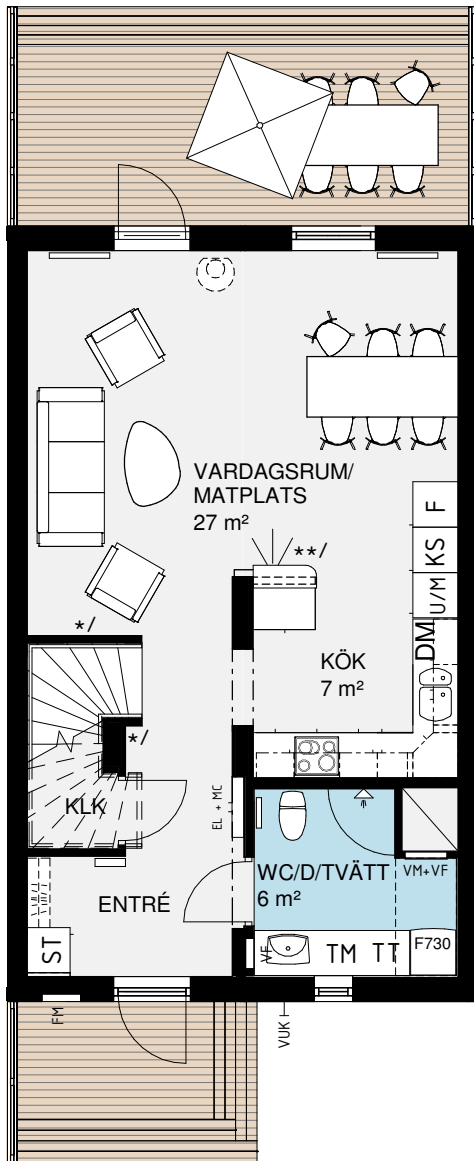 VARDAGSRUM/
MATPLATS
27 m²
F
KS
U/M
**/
*/
DM
KÖK
7 m²
*/
KLK
EL + MC
WC/D/TVÄTT
6 m²
VM+VF
ENTRÉ
ST
VF
TM TT
F730
FM
VUK